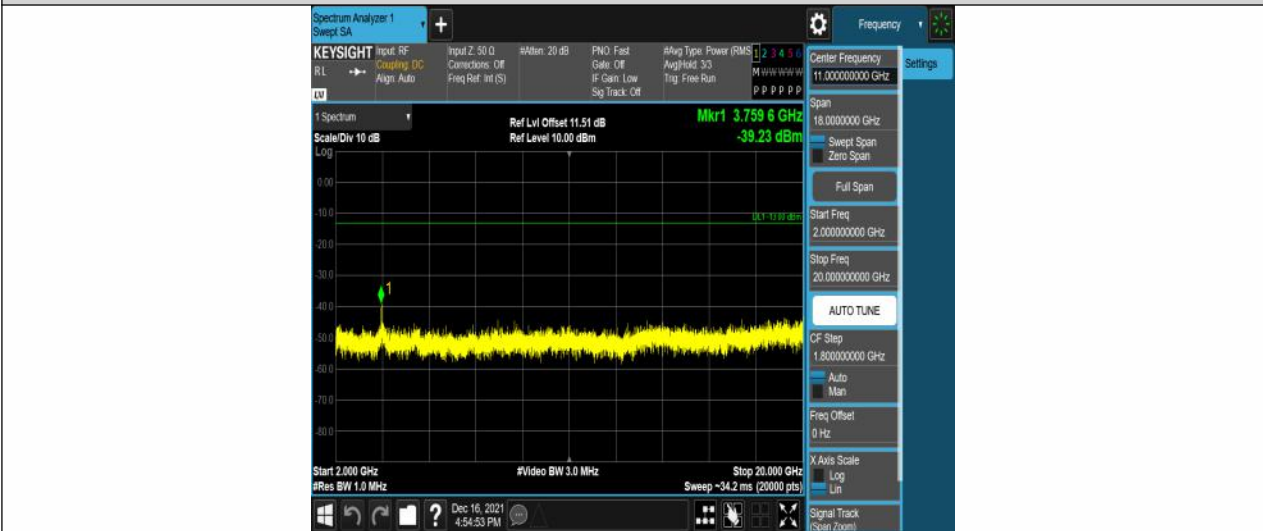 Spectrum Analyzer 1
Swept SA
+
Frequency
KEYSIGHT
Input: RF
Coupling: DC
Align: Auto
Input Z: 50 Ω
Corrections: Off
Freq Ref: Int (S)
#Atten: 20 dB
PNO: Fast
Gate: Off
IF Gain: Low
Sig Track: Off
#Avg Type: Power (RMS
Avg|Hold: 3/3
Trig: Free Run
1 2 3 4 5 6
M W W W W W
P P P P P P
RL
LV
1 Spectrum
Scale/Div 10 dB
Log
Ref Lvl Offset 11.51 dB
Ref Level 10.00 dBm
Mkr1 3.759 6 GHz
-39.23 dBm
0.00
-10.0
DL1 -13.00 dBm
-20.0
-30.0
1
-40.0
-50.0
-60.0
-70.0
-80.0
Start 2.000 GHz
#Res BW 1.0 MHz
#Video BW 3.0 MHz
Stop 20.000 GHz
Sweep ~34.2 ms (20000 pts)
?
Dec 16, 2021
4:54:53 PM
Center Frequency
11.000000000 GHz
Settings
Span
18.0000000 GHz
Swept Span
Zero Span
Full Span
Start Freq
2.000000000 GHz
Stop Freq
20.000000000 GHz
AUTO TUNE
CF Step
1.800000000 GHz
Auto
Man
Freq Offset
0 Hz
X Axis Scale
Log
Lin
Signal Track
(Span Zoom)